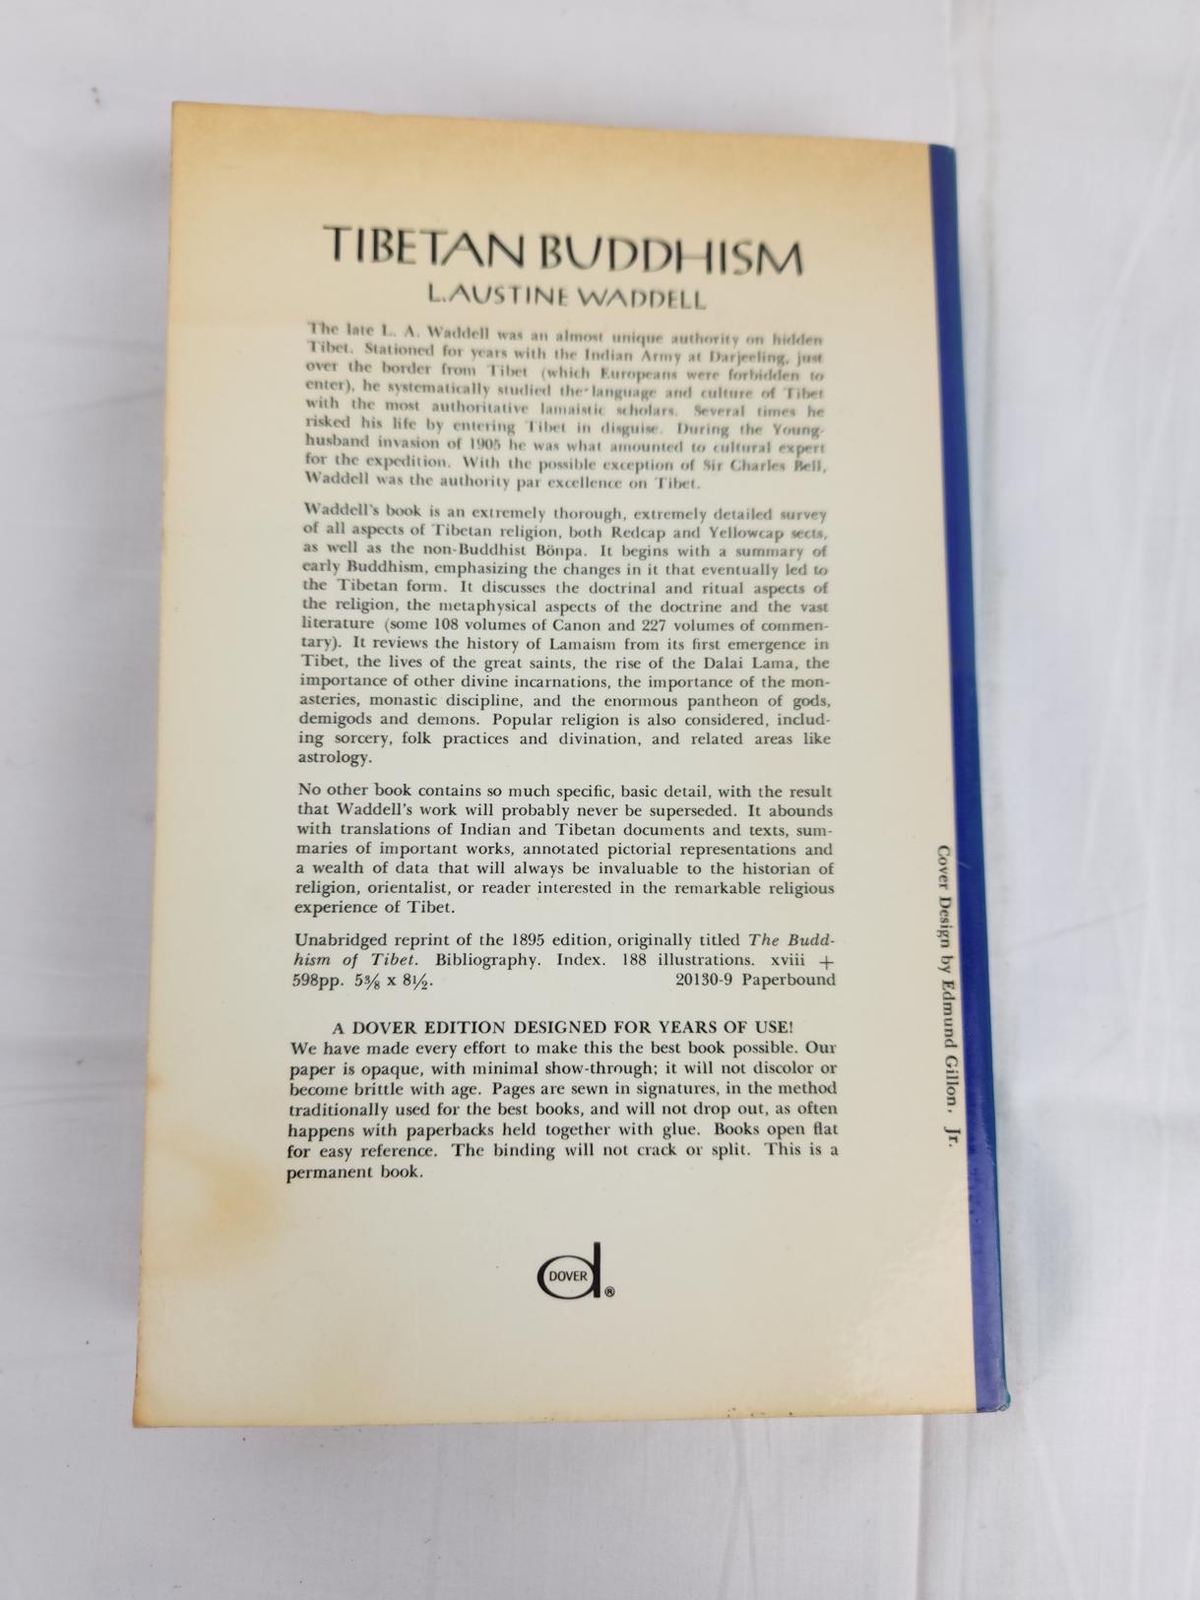 TIBETAN BUDDHISM
L. AUSTINE WADDELL
The late L. A. Waddell was an almost unique authority on hidden
Tibet. Stationed for years with the Indian Army at Darjeeling, just
over the border from Tibet (which Europeans were forbidden to
enter), he systematically studied the language and culture of Tibet
with the most authoritative lamaistic scholars. Several times he
risked his life by entering Tibet in disguise. During the Young-
husband invasion of 1905 he was what amounted to cultural expert
for the expedition. With the possible exception of Sir Charles Bell,
Waddell was the authority par excellence on Tibet.
Waddell's book is an extremely thorough, extremely detailed survey
of all aspects of Tibetan religion, both Redcap and Yellowcap sects,
as well as the non-Buddhist Bönpa. It begins with a summary of
early Buddhism, emphasizing the changes in it that eventually led to
the Tibetan form. It discusses the doctrinal and ritual aspects of
the religion, the metaphysical aspects of the doctrine and the vast
literature (some 108 volumes of Canon and 227 volumes of commen-
tary). It reviews the history of Lamaism from its first emergence in
Tibet, the lives of the great saints, the rise of the Dalai Lama, the
importance of other divine incarnations, the importance of the mon-
asteries, monastic discipline, and the enormous pantheon of gods,
demigods and demons. Popular religion is also considered, includ-
ing sorcery, folk practices and divination, and related areas like
astrology.
No other book contains so much specific, basic detail, with the result
that Waddell's work will probably never be superseded. It abounds
with translations of Indian and Tibetan documents and texts, sum-
maries of important works, annotated pictorial representations and
a wealth of data that will always be invaluable to the historian of
religion, orientalist, or reader interested in the remarkable religious
experience of Tibet.
Unabridged reprint of the 1895 edition, originally titled The Budd-
hism of Tibet. Bibliography. Index. 188 illustrations. xviii +
598pp. 5⅜ x 8½. 20130-9 Paperbound
A DOVER EDITION DESIGNED FOR YEARS OF USE!
We have made every effort to make this the best book possible. Our
paper is opaque, with minimal show-through; it will not discolor or
become brittle with age. Pages are sewn in signatures, in the method
traditionally used for the best books, and will not drop out, as often
happens with paperbacks held together with glue. Books open flat
for easy reference. The binding will not crack or split. This is a
permanent book.
DOVER
®
Cover Design by Edmund Gillon, Jr.